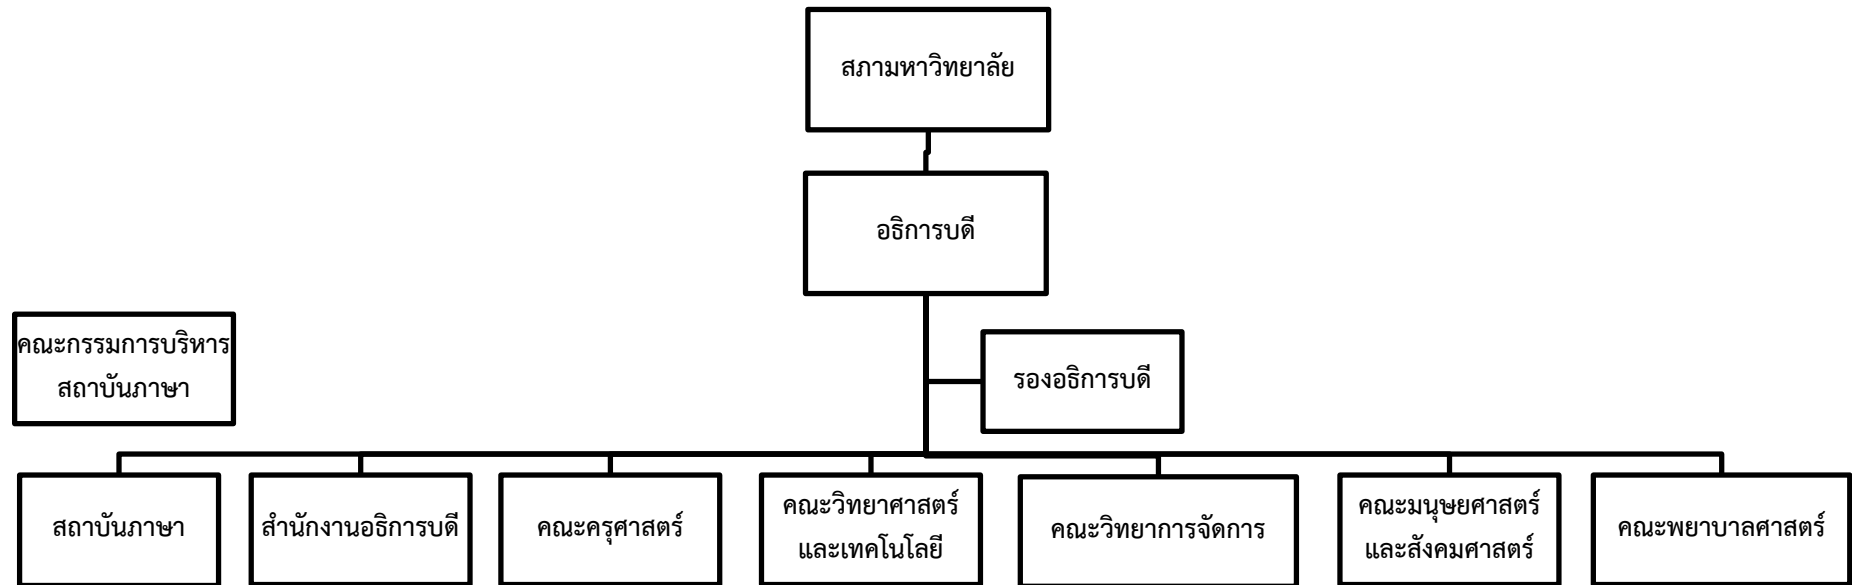 สภามหาวิทยาลัย
อธิการบดี
คณะกรรมการบริหาร
สถาบันภาษา
รองอธิการบดี
สถาบันภาษา
สำนักงานอธิการบดี
คณะครุศาสตร์
คณะวิทยาศาสตร์
และเทคโนโลยี
คณะวิทยาการจัดการ
คณะมนุษยศาสตร์
และสังคมศาสตร์
คณะพยาบาลศาสตร์